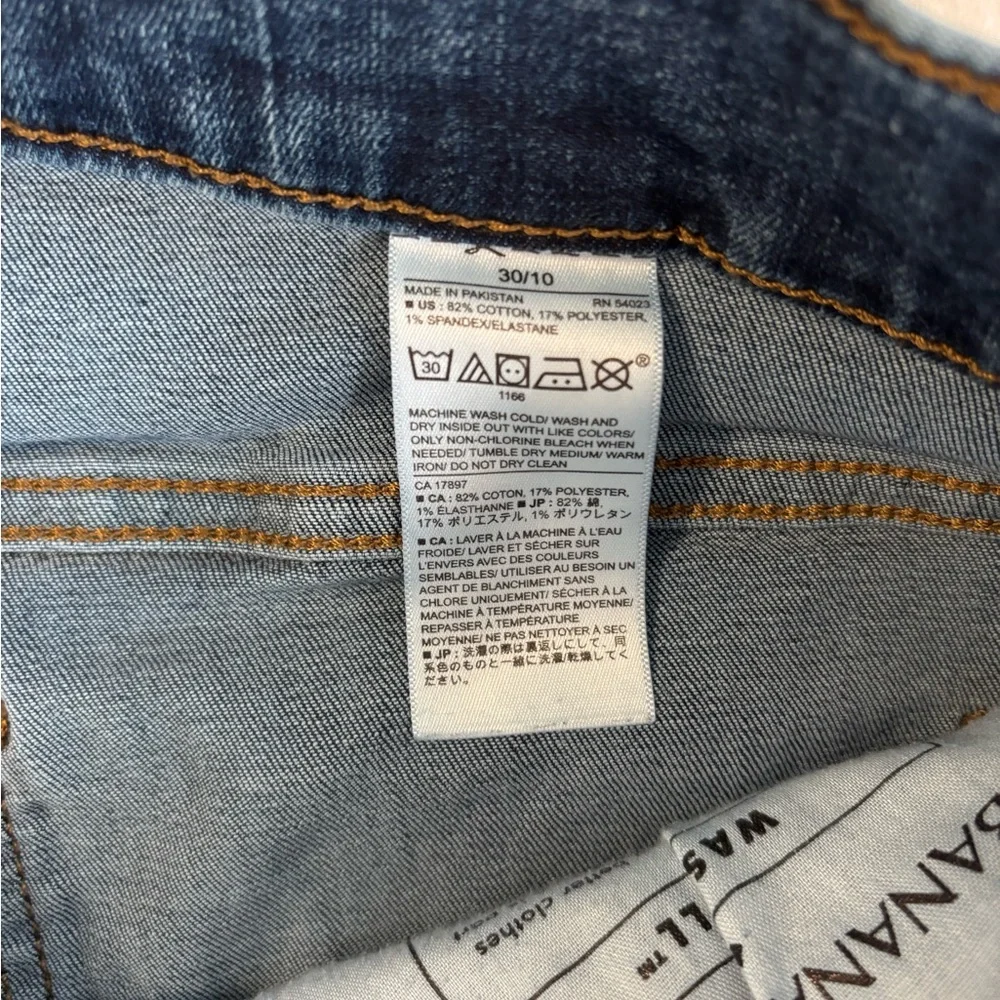 30/10
MADE IN PAKISTAN RN 54023
■ US : 82% COTTON, 17% POLYESTER,
1% SPANDEX/ELASTANE
30
®
1166
MACHINE WASH COLD/ WASH AND
DRY INSIDE OUT WITH LIKE COLORS/
ONLY NON-CHLORINE BLEACH WHEN
NEEDED/ TUMBLE DRY MEDIUM/ WARM
IRON/ DO NOT DRY CLEAN
CA 17897
■ CA : 82% COTON, 17% POLYESTER,
1% ÉLASTHANNE ■ JP : 82% 綿,
17% ポリエステル, 1% ポリウレタン
■ CA : LAVER À LA MACHINE À L'EAU
FROIDE/ LAVER ET SÉCHER SUR
L'ENVERS AVEC DES COULEURS
SEMBLABLES/ UTILISER AU BESOIN UN
AGENT DE BLANCHIMENT SANS
CHLORE UNIQUEMENT/ SÉCHER À LA
MACHINE À TEMPÉRATURE MOYENNE/
REPASSER À TEMPÉRATURE
MOYENNE/ NE PAS NETTOYER À SEC
■ JP : 洗濯の際は裏返しにして、同
系色のものと一緒に洗濯/乾燥してく
ださい。
BANANA
WAS
LL™
clothes